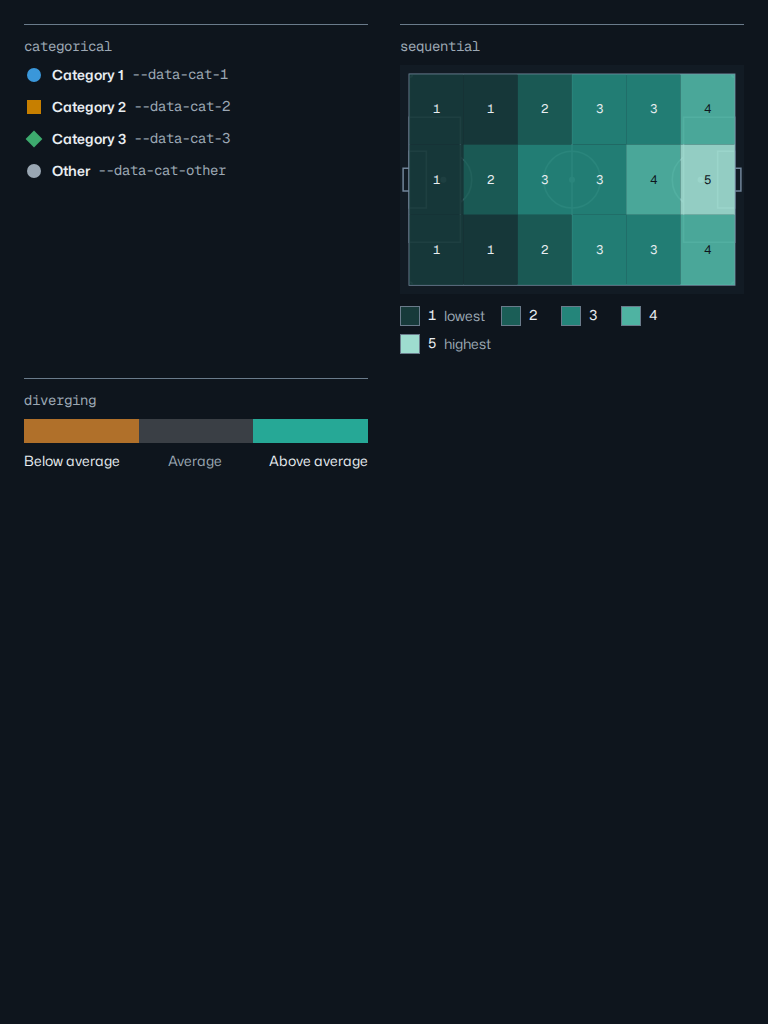 categorical
Category 1 --data-cat-1
Category 2 --data-cat-2
Category 3 --data-cat-3
Other --data-cat-other
sequential
1 1 2 3 3 4
1 2 3 3 4 5
1 1 2 3 3 4
1 lowest 2 3 4
5 highest
diverging
Below average Average Above average